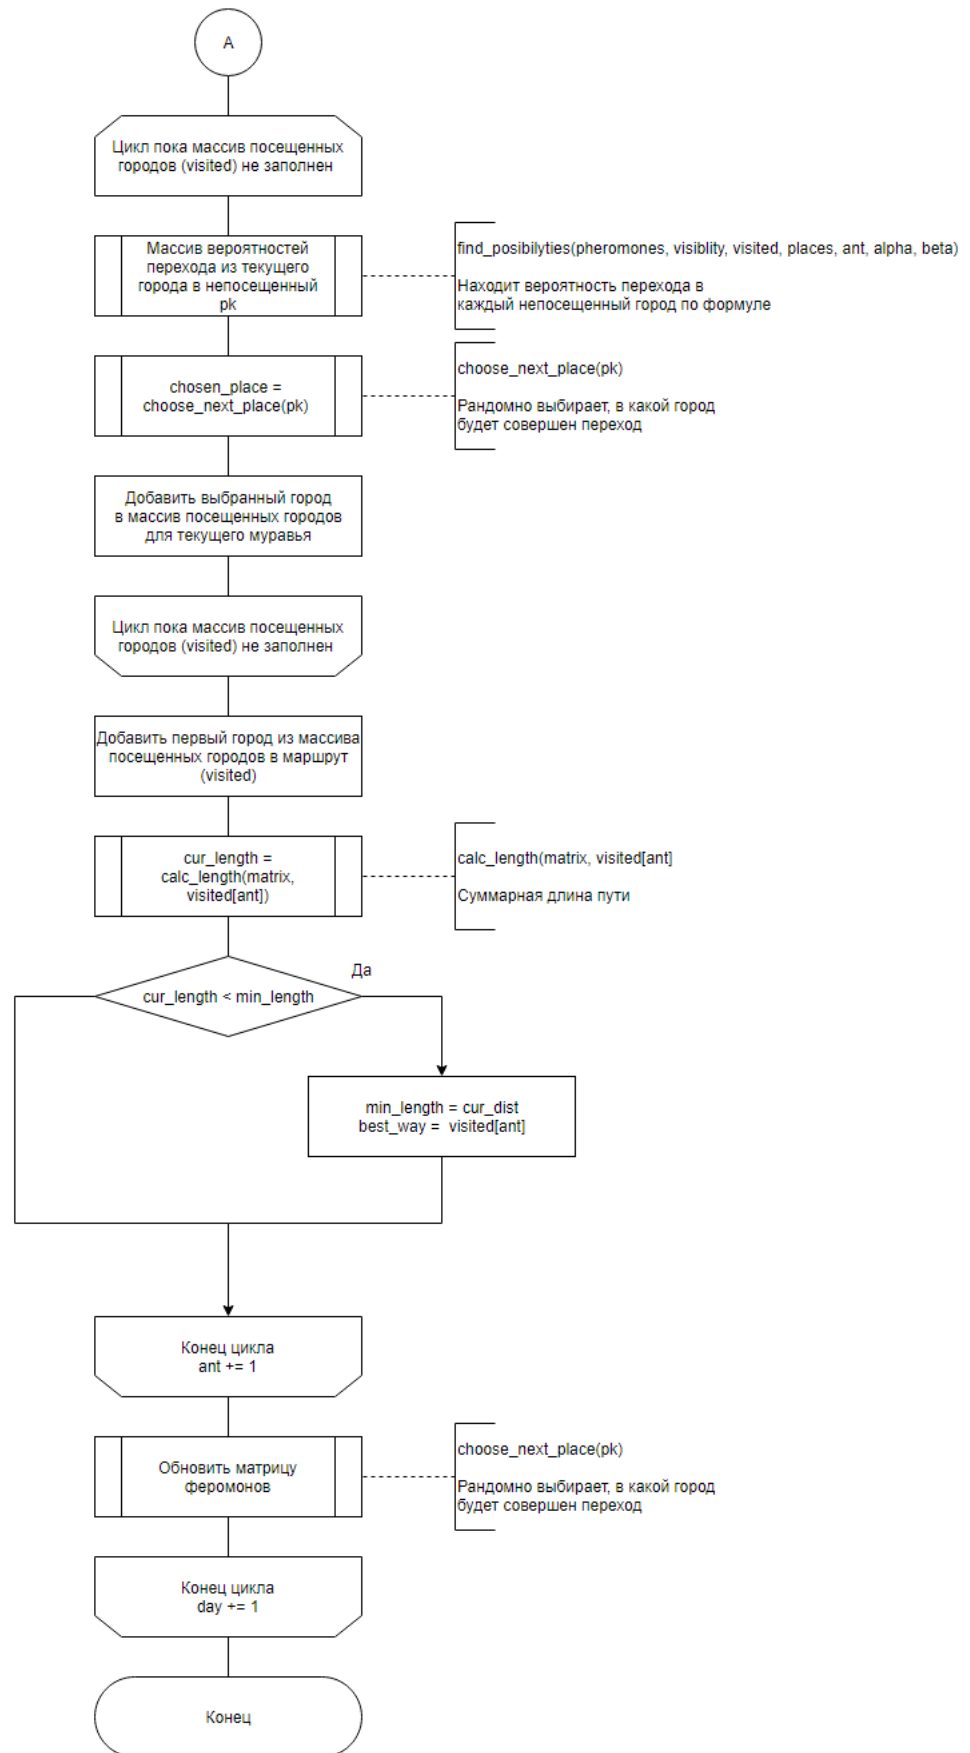 A
Цикл пока массив посещенных
городов (visited) не заполнен
Массив вероятностей
перехода из текущего
города в непосещенный
pk
find_posibilyties(pheromones, visiblity, visited, places, ant, alpha, beta)
Находит вероятность перехода в
каждый непосещенный город по формуле
chosen_place =
choose_next_place(pk)
choose_next_place(pk)
Рандомно выбирает, в какой город
будет совершен переход
Добавить выбранный город
в массив посещенных городов
для текущего муравья
Цикл пока массив посещенных
городов (visited) не заполнен
Добавить первый город из массива
посещенных городов в маршрут
(visited)
cur_length =
calc_length(matrix,
visited[ant])
calc_length(matrix, visited[ant]
Суммарная длина пути
Да
cur_length < min_length
min_length = cur_dist
best_way = visited[ant]
Конец цикла
ant += 1
Обновить матрицу
феромонов
choose_next_place(pk)
Рандомно выбирает, в какой город
будет совершен переход
Конец цикла
day += 1
Конец